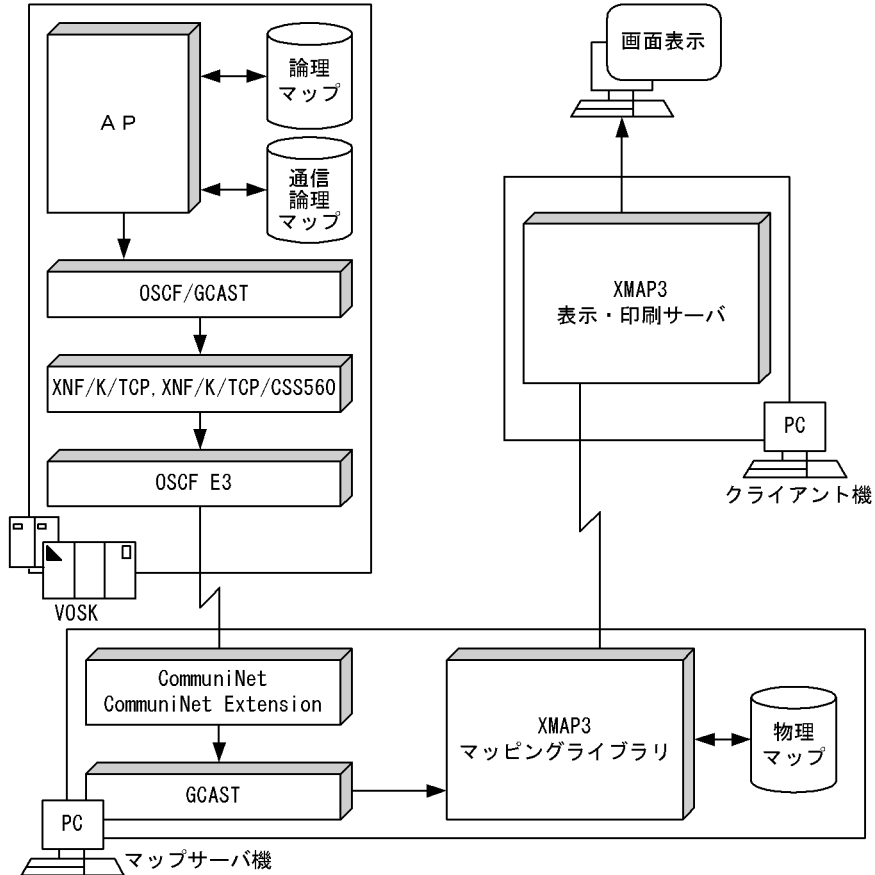 AP
論理
マップ
通信
論理
マップ
OSCF/GCAST
XNF/K/TCP, XNF/K/TCP/CSS560
OSCF E3
VOSK
画面表示
XMAP3
表示・印刷サーバ
PC
クライアント機
CommuniNet
CommuniNet Extension
GCAST
XMAP3
マッピングライブラリ
物理
マップ
PC
マップサーバ機